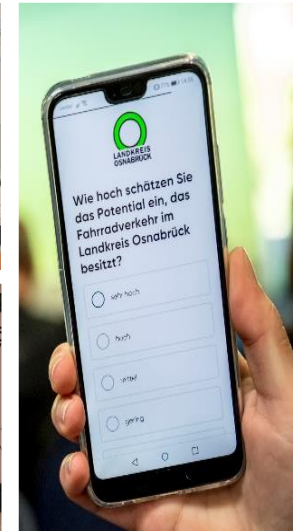 LANDKREIS
OSNABRÜCK
Wie hoch schätzen Sie
das Potential ein, das
Fahrradverkehr im
Landkreis Osnabrück
besitzt?
sehr hoch
hoch
mittel
gering